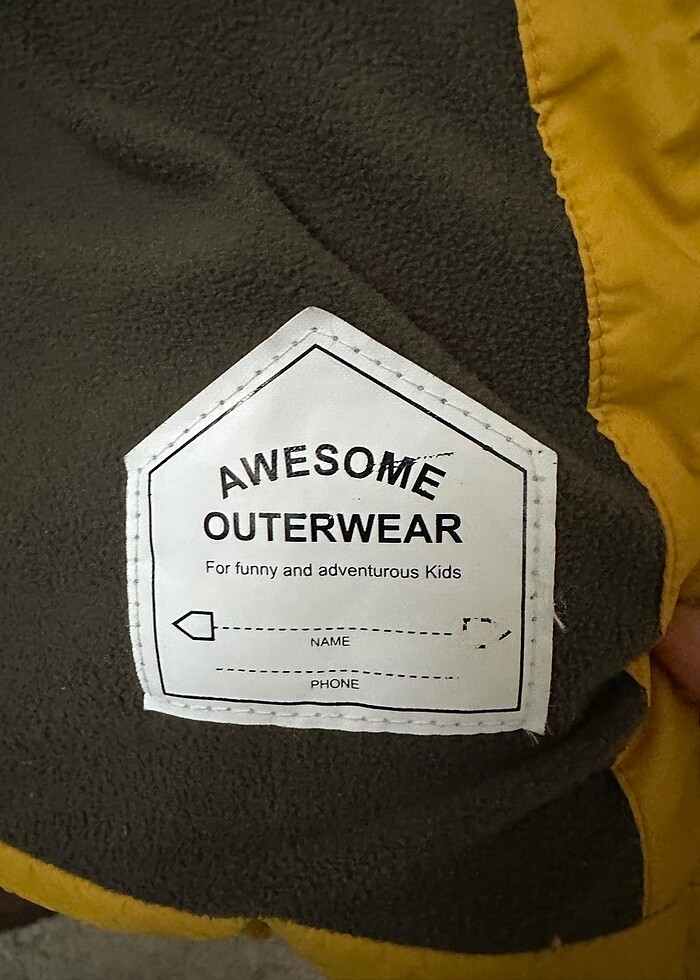 AWESOME
OUTERWEAR
For funny and adventurous Kids
NAME
PHONE